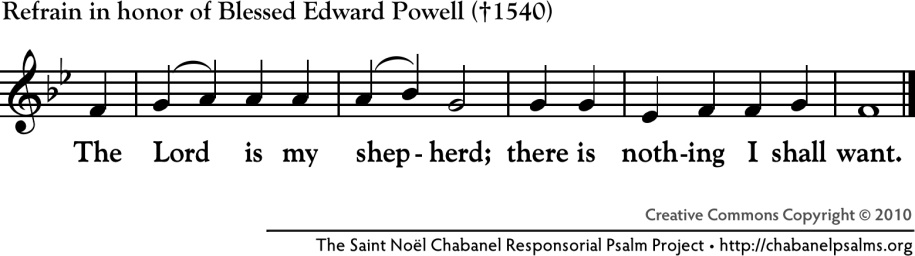 Refrain in honor of Blessed Edward Powell (†1540)
The Lord is my shep - herd; there is noth-ing I shall want.
Creative Commons Copyright © 2010
The Saint Noël Chabanel Responsorial Psalm Project • http://chabanelpsalms.org